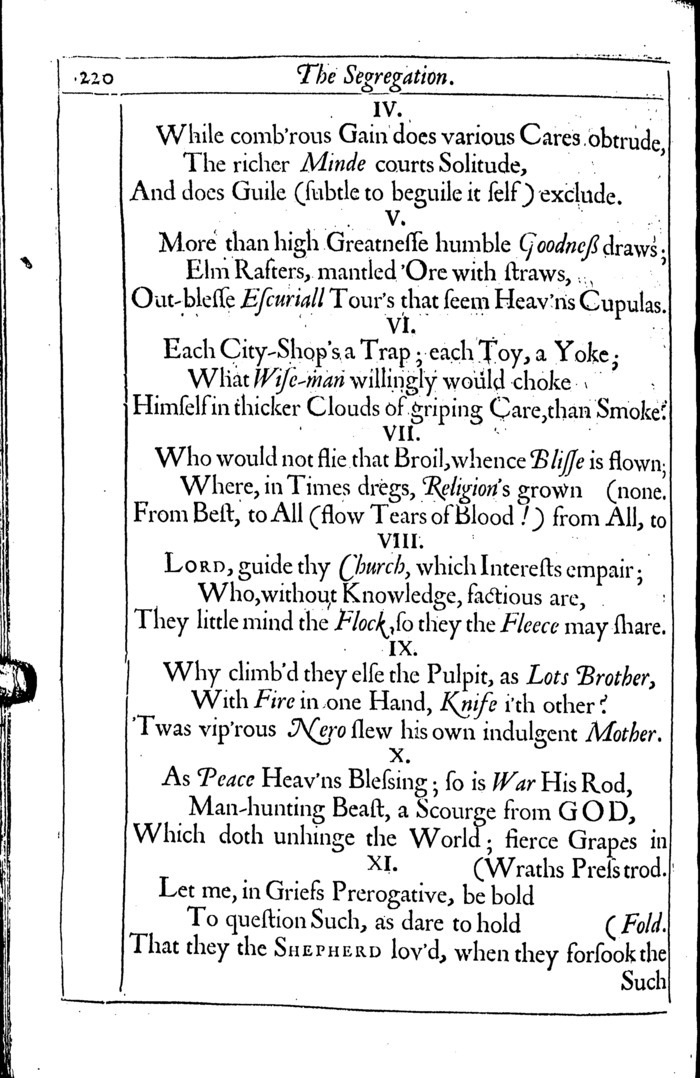 220 The Segregation.
IV.
While comb'rous Gain does various Cares obtrude,
The richer Minde courts Solitude,
And does Guile (ſubtle to beguile it ſelf) exclude.
V.
More than high Greatneſſe humble Goodneß draws;
Elm Rafters, mantled 'Ore with ſtraws,
Out-bleſſe Eſcuriall Tour's that ſeem Heav'ns Cupulas.
VI.
Each City-Shop's a Trap; each Toy, a Yoke;
What Wiſe-man willingly would choke
Himſelf in thicker Clouds of griping Care, than Smoke?
VII.
Who would not flie that Broil, whence Bliſſe is flown;
Where, in Times dregs, Religion's grown (none.
From Beſt, to All (flow Tears of Blood!) from All, to
VIII.
LORD, guide thy Church, which Intereſts empair;
Who, without Knowledge, factious are,
They little mind the Flock, ſo they the Fleece may ſhare.
IX.
Why climb'd they elſe the Pulpit, as Lots Brother,
With Fire in one Hand, Knife i'th other?
'Twas vip'rous Nero ſlew his own indulgent Mother.
X.
As Peace Heav'ns Bleſsing; ſo is War His Rod,
Man-hunting Beaſt, a Scourge from GOD,
Which doth unhinge the World; fierce Grapes in
XI. (Wraths Preſs trod.
Let me, in Griefs Prerogative, be bold
To queſtion Such, as dare to hold (Fold.
That they the SHEPHERD lov'd, when they forſook the
Such